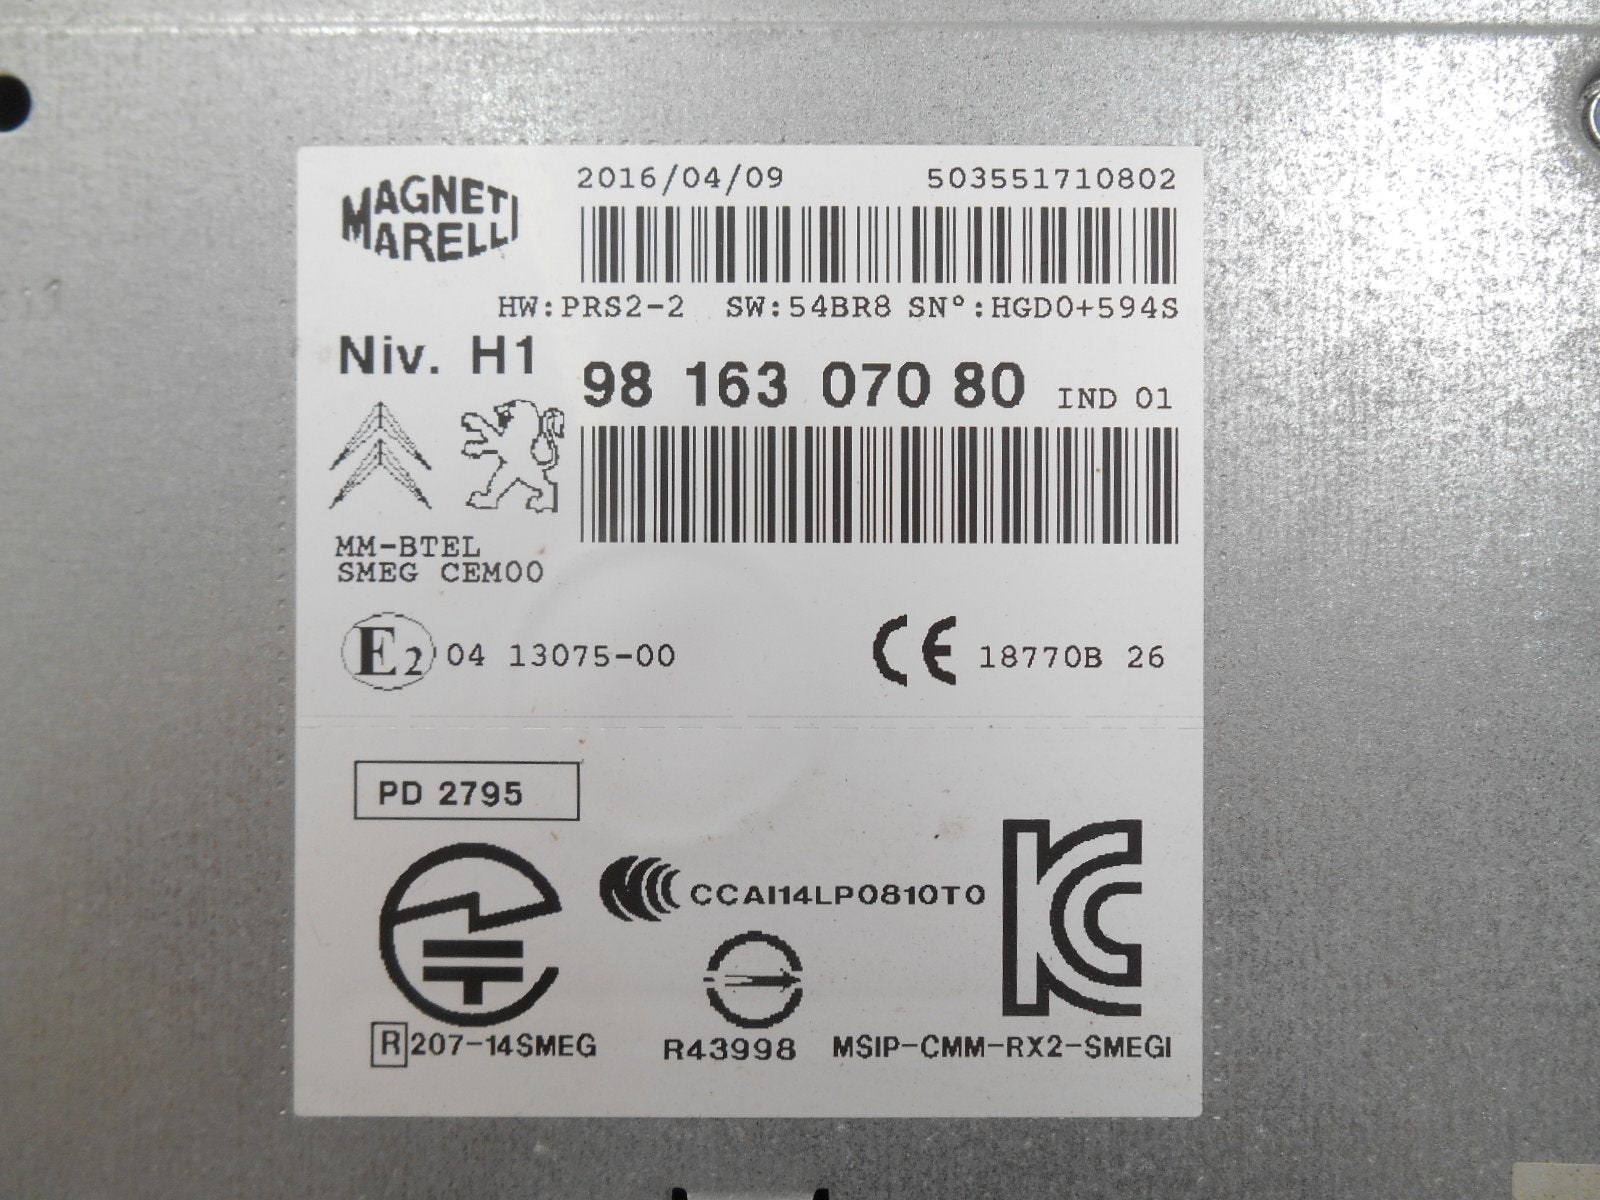 MAGNETI
MARELLI
2016/04/09 503551710802
HW:PRS2-2 SW:54BR8 SN°:HGD0+594S
Niv. H1
98 163 070 80 IND 01
MM-BTEL
SMEG CEM00
E2 04 13075-00
CE 18770B 26
PD 2795
CCAI14LP0810T0
R 207-14SMEG
R43998
KC
MSIP-CMM-RX2-SMEGI